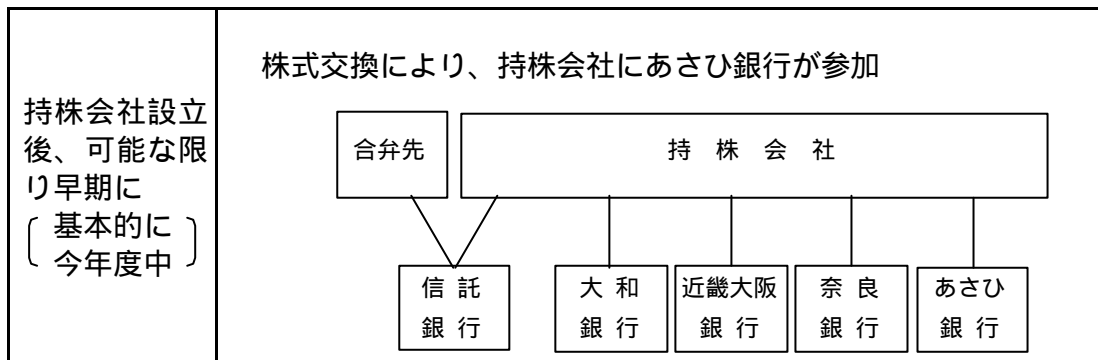 持株会社設立
後、可能な限
り早期に
基本的に
今年度中
株式交換により、持株会社にあさひ銀行が参加
合弁先
持 株 会 社
信 託
銀 行
大 和
銀 行
近畿大阪
銀 行
奈 良
銀 行
あさひ
銀 行